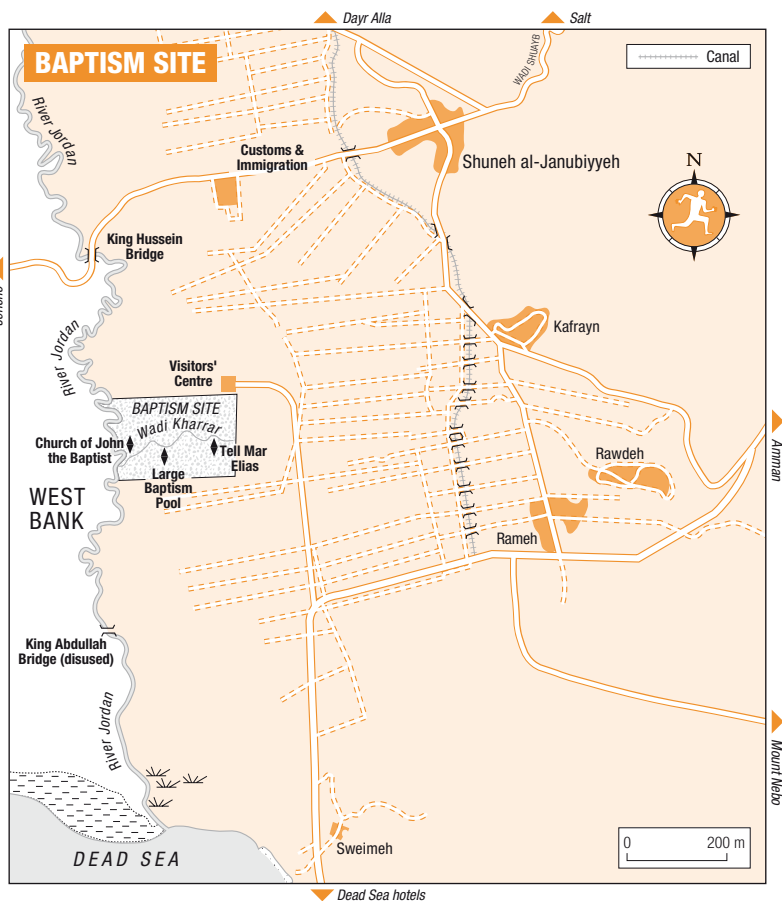 Dayr Alla
Salt
BAPTISM SITE
WADI SHUAYB
Canal
River Jordan
Customs &
Immigration
Shuneh al-Janubiyyeh
N
King Hussein
Bridge
River Jordan
Kafrayn
Visitors'
Centre
BAPTISM SITE
Wadi Kharrar
Church of John
the Baptist
Tell Mar
Elias
Large
Baptism
Pool
Amman
Rawdeh
WEST
BANK
Rameh
King Abdullah
Bridge (disused)
River Jordan
Mount Nebo
0
200 m
Sweimeh
DEAD SEA
Dead Sea hotels